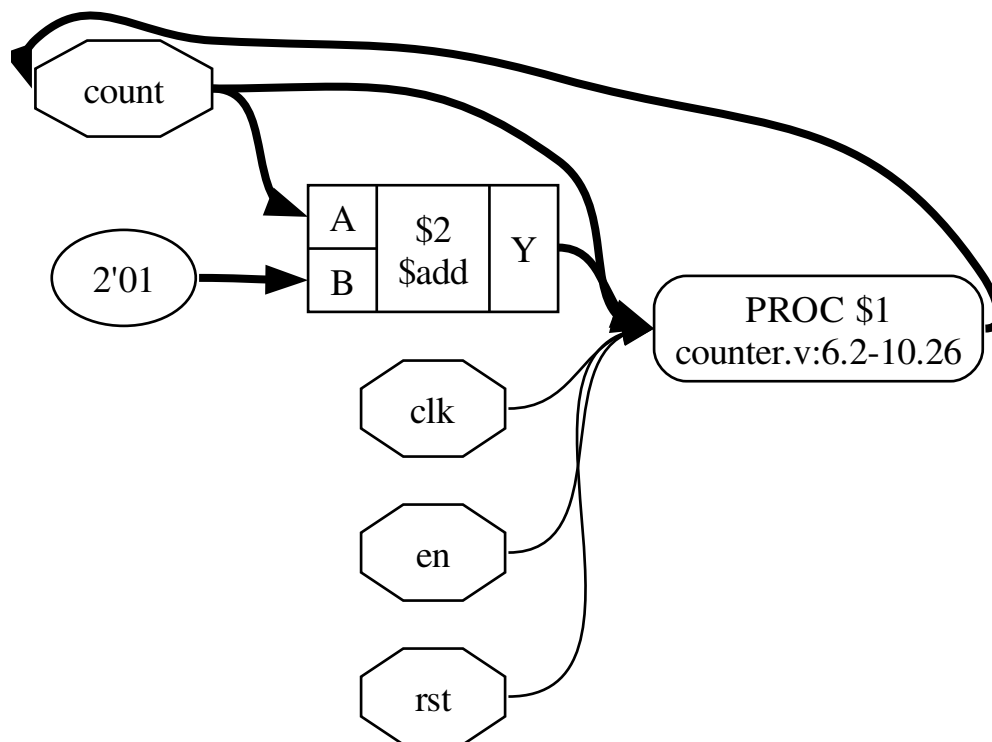 count
A
$2
$add
Y
B
2'01
PROC $1
counter.v:6.2-10.26
clk
en
rst